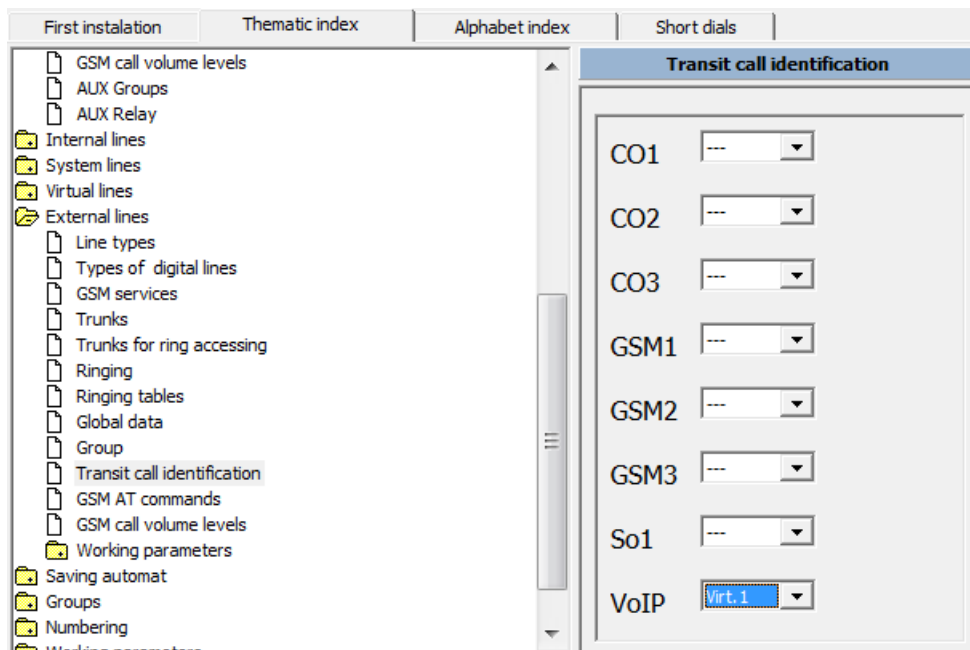 First instalation
Thematic index
Alphabet index
Short dials
GSM call volume levels
AUX Groups
AUX Relay
Internal lines
System lines
Virtual lines
External lines
Line types
Types of digital lines
GSM services
Trunks
Trunks for ring accessing
Ringing
Ringing tables
Global data
Group
Transit call identification
GSM AT commands
GSM call volume levels
Working parameters
Saving automat
Groups
Numbering
Working parameters
Transit call identification
CO1 ---
CO2 ---
CO3 ---
GSM1 ---
GSM2 ---
GSM3 ---
So1 ---
VoIP Virt.1